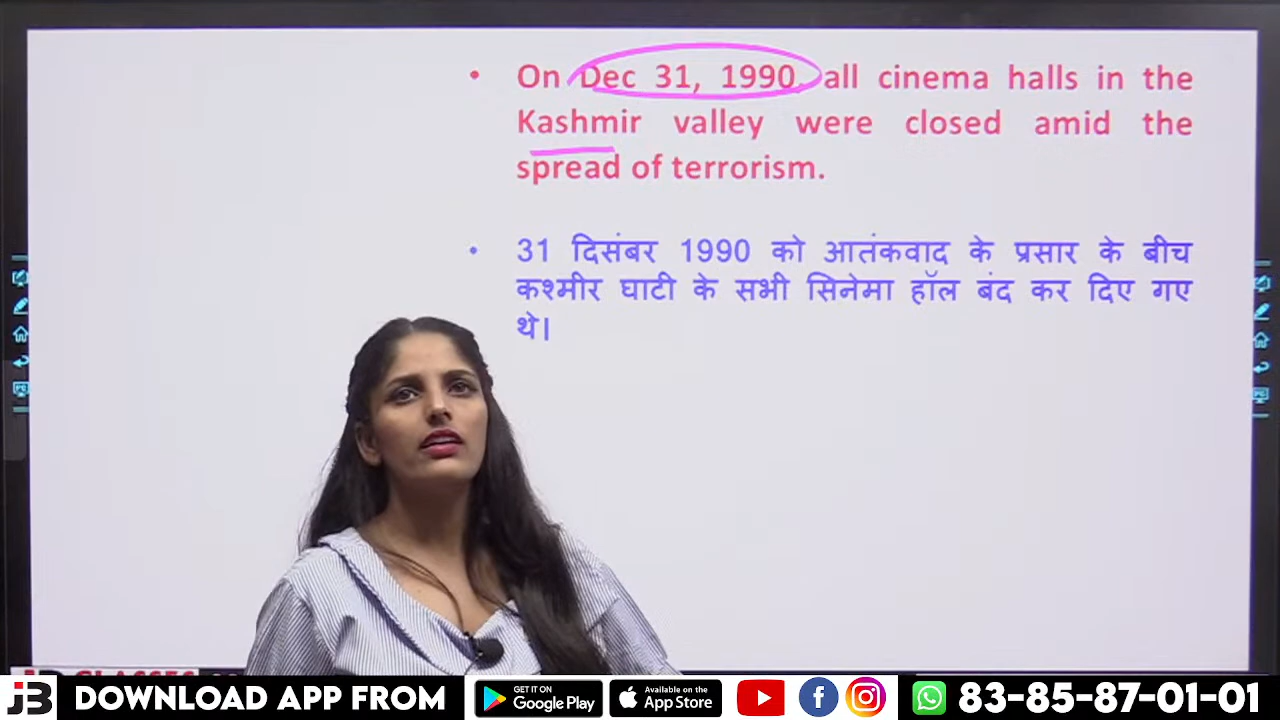 • On Dec 31, 1990, all cinema halls in the
Kashmir valley were closed amid the
spread of terrorism.
• 31 दिसंबर 1990 को आतंकवाद के प्रसार के बीच
कश्मीर घाटी के सभी सिनेमा हॉल बंद कर दिए गए
थे।
JB DOWNLOAD APP FROM GET IT ON Google Play Available on the App Store 83-85-87-01-01